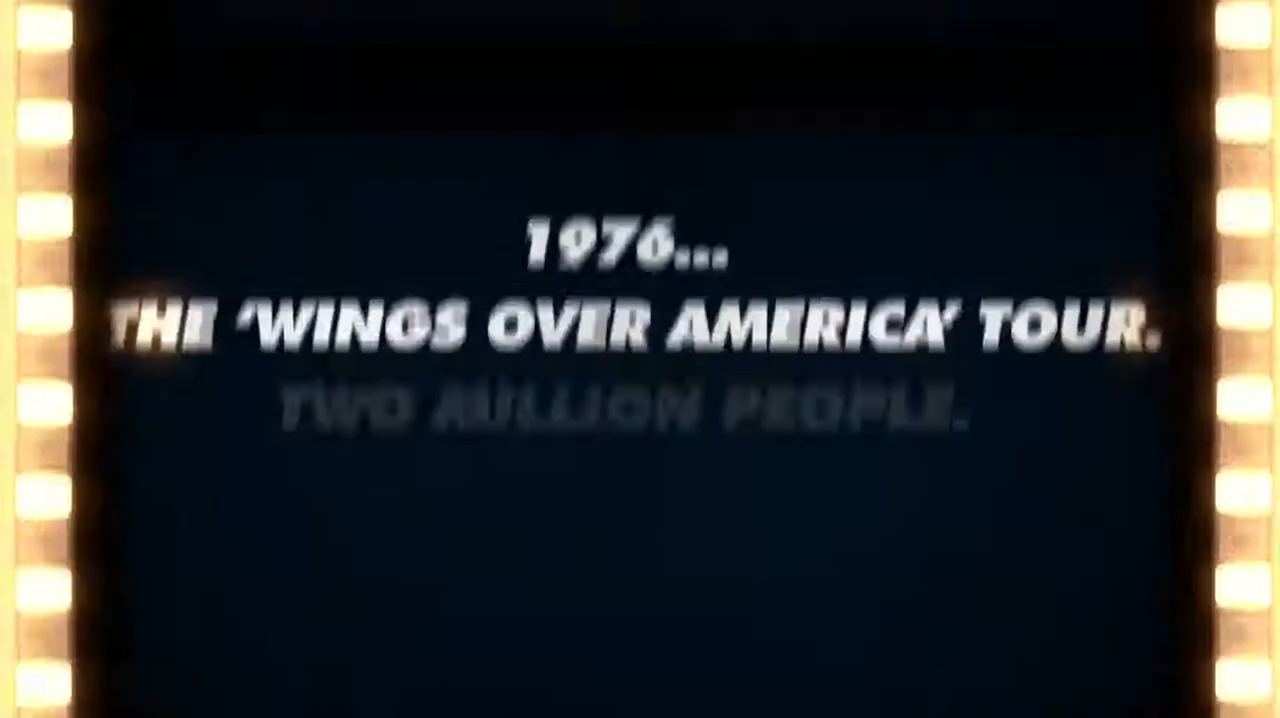 1976...
THE ‘WINGS OVER AMERICA’ TOUR.
TWO MILLION PEOPLE.